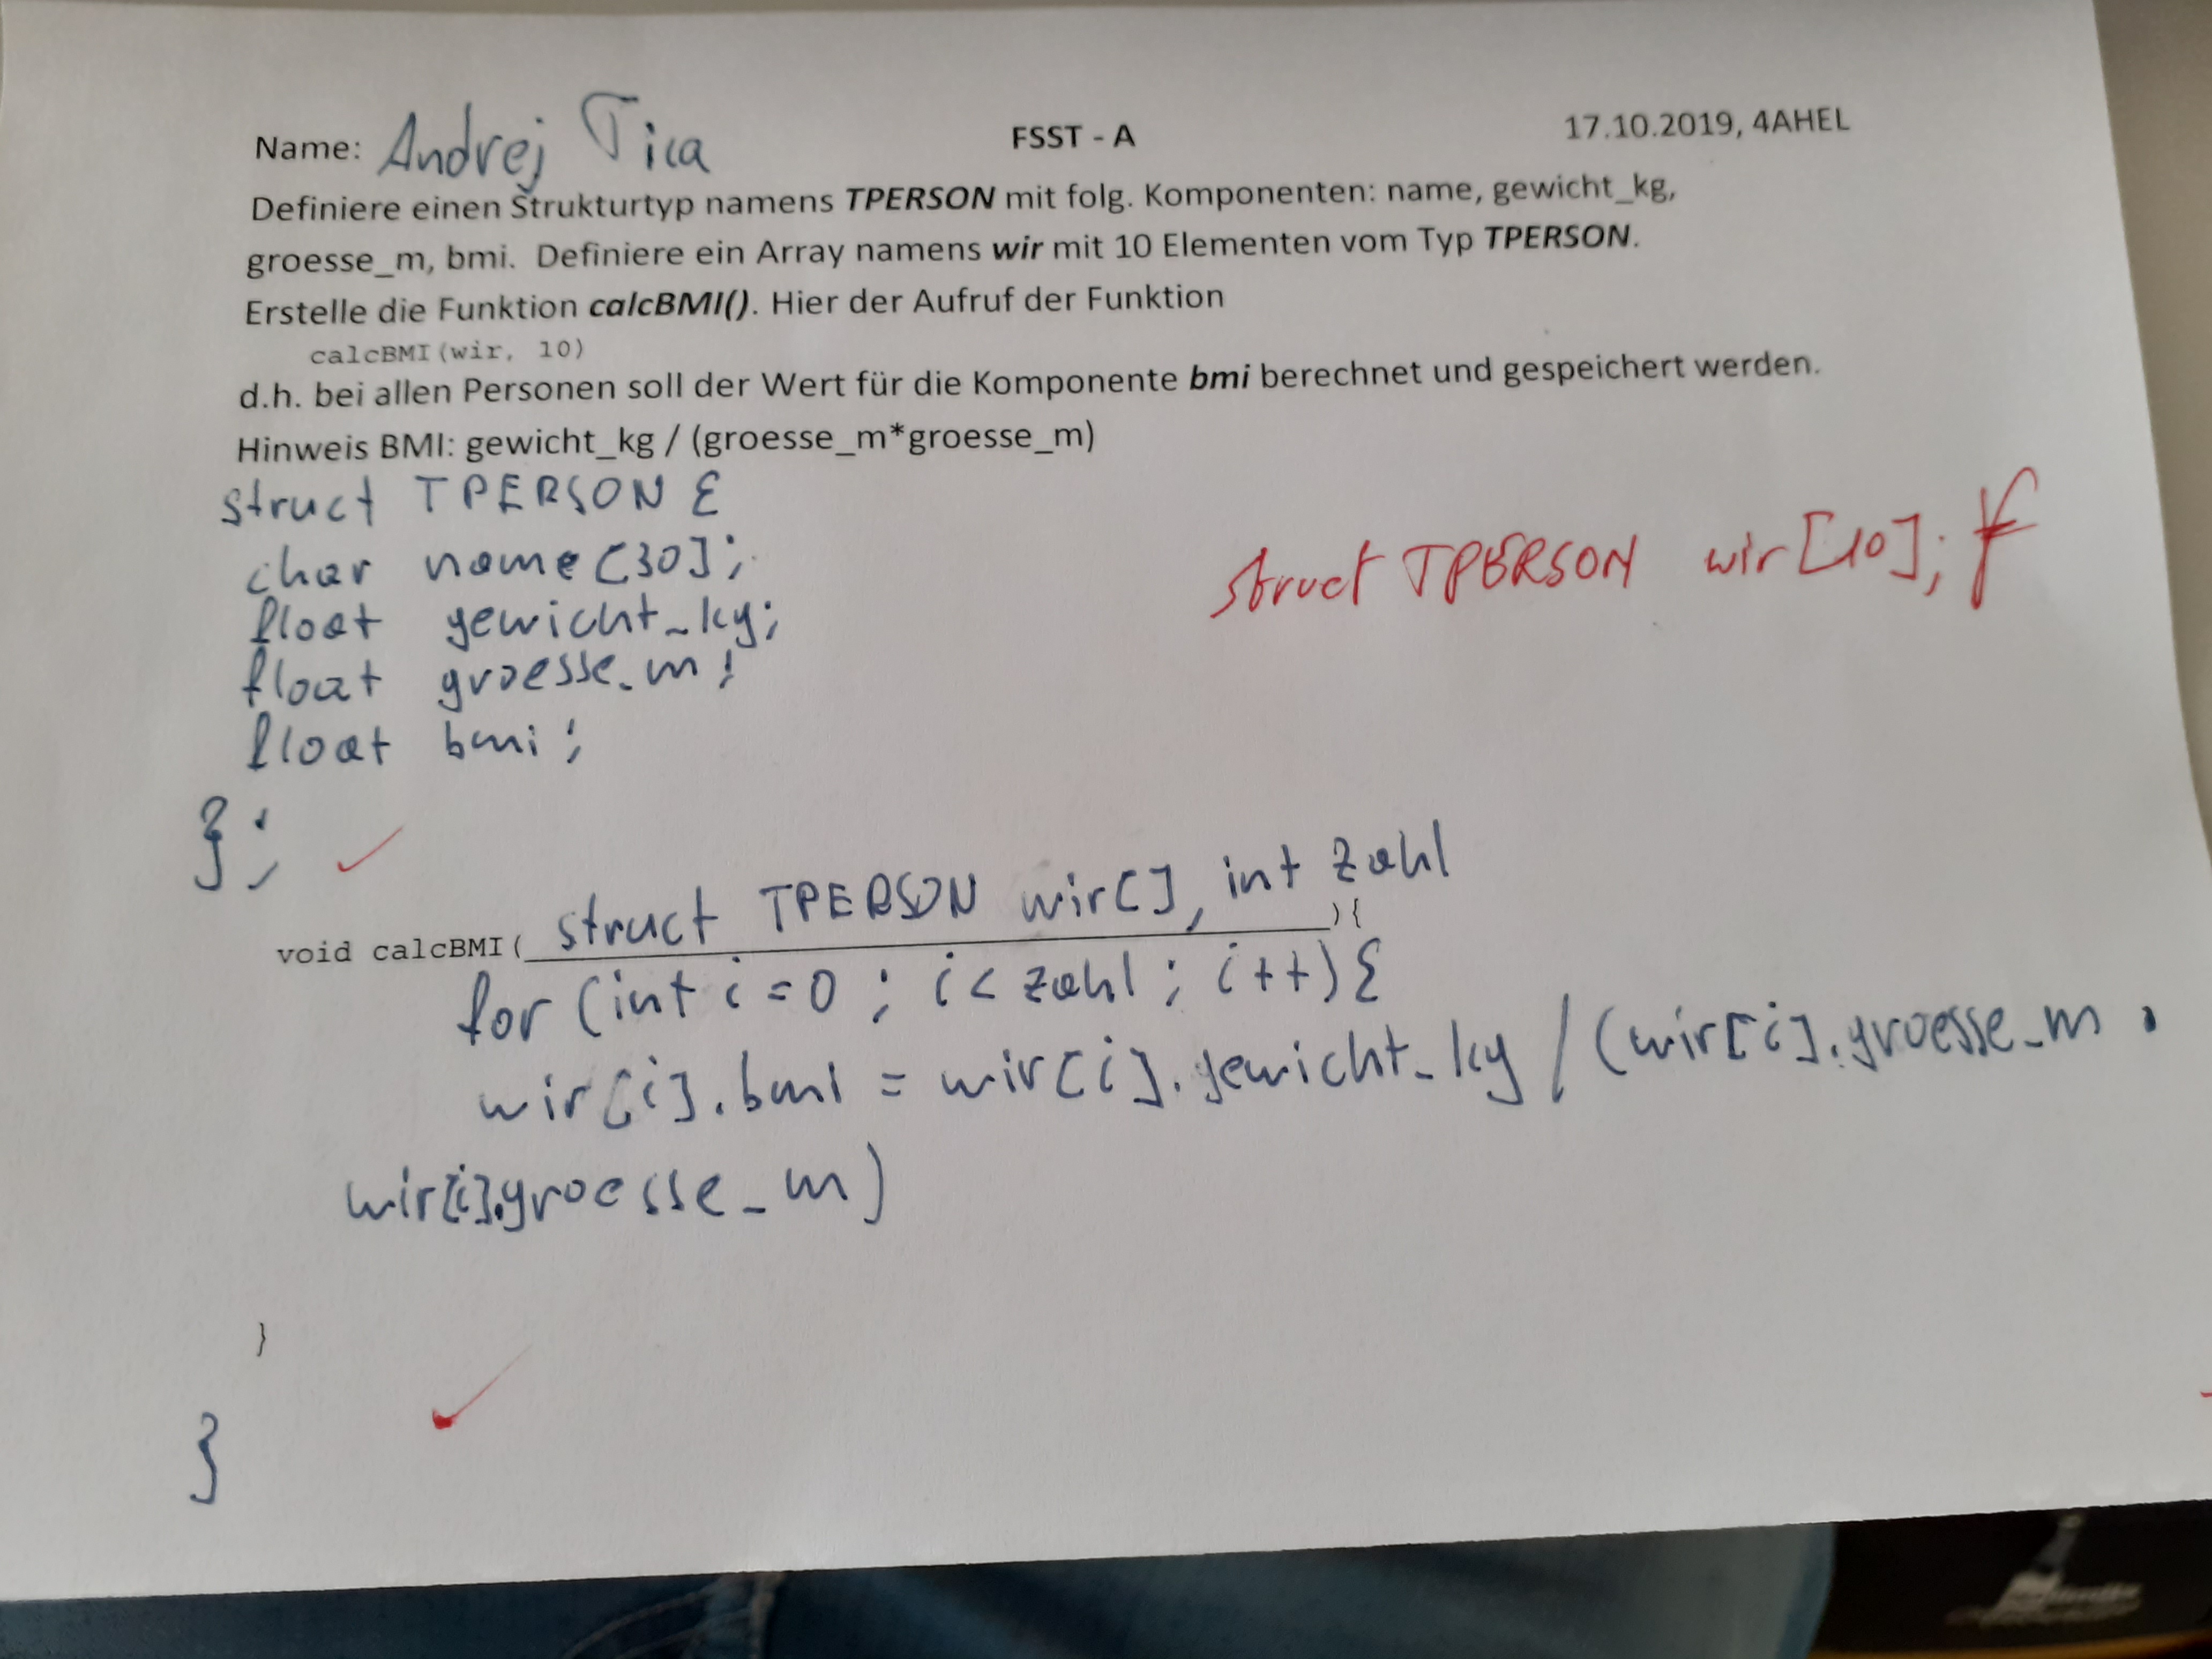 Name: Andrej Tica FSST - A 17.10.2019, 4AHEL
Definiere einen Strukturtyp namens TPERSON mit folg. Komponenten: name, gewicht_kg,
groesse_m, bmi. Definiere ein Array namens wir mit 10 Elementen vom Typ TPERSON.
Erstelle die Funktion calcBMI(). Hier der Aufruf der Funktion
calcBMI(wir, 10)
d.h. bei allen Personen soll der Wert für die Komponente bmi berechnet und gespeichert werden.
Hinweis BMI: gewicht_kg / (groesse_m*groesse_m)
struct TPERSON {
struct TPERSON wir[10]; f
char name[30];
float gewicht_kg;
float groesse_m;
float bmi;
};
void calcBMI(struct TPERSON wir[], int zahl){
for (int i=0; i< zahl; i++){
wir[i].bmi = wir[i].gewicht_kg / (wir[i].groesse_m ·
wir[i].groesse_m)
}
}